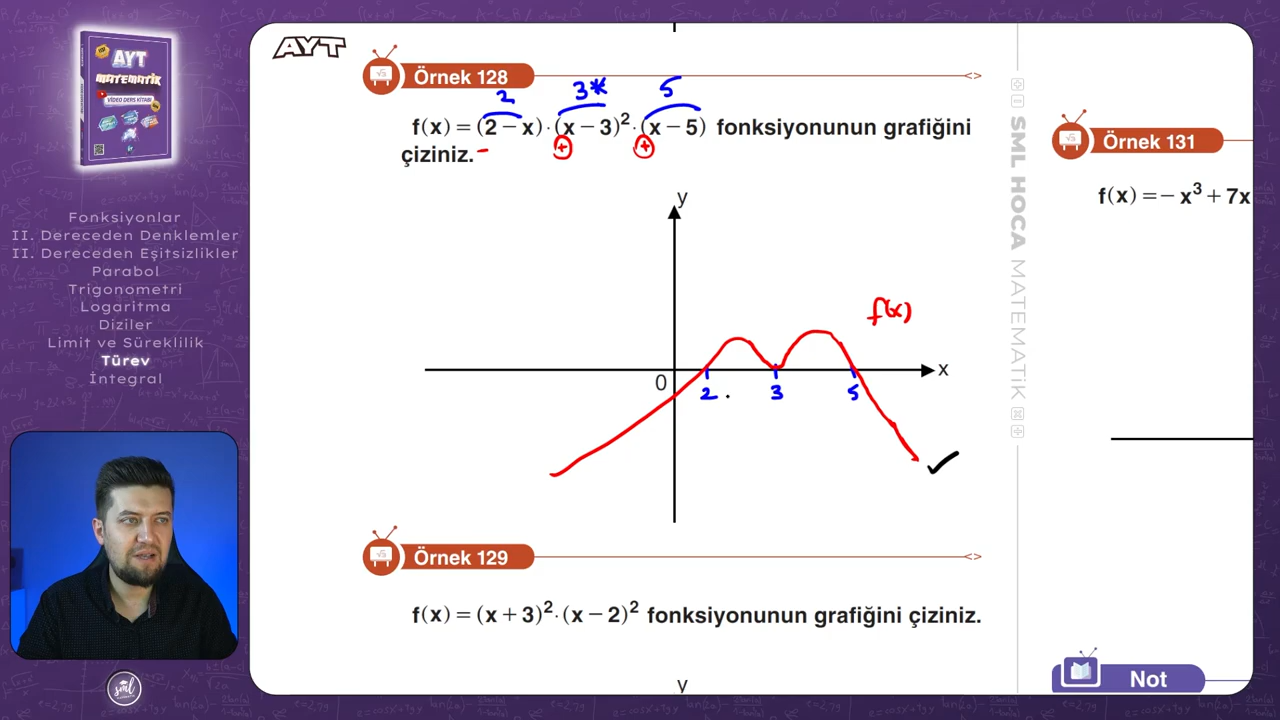 AYT
MATEMATİK
VİDEO DERS KİTABI
Fonksiyonlar
II. Dereceden Denklemler
II. Dereceden Eşitsizlikler
Parabol
Trigonometri
Logaritma
Diziler
Limit ve Süreklilik
Türev
İntegral
sml
AYT
Örnek 128
2 3* 5
f(x) = (2 − x) · (x − 3)² · (x − 5) fonksiyonunun grafiğini
çiziniz. − + +
y
f(x)
x
0
2 3 5
Örnek 129
f(x) = (x + 3)² · (x − 2)² fonksiyonunun grafiğini çiziniz.
y
SML HOCA MATEMATİK
Örnek 131
f(x) = − x³ + 7x
Not